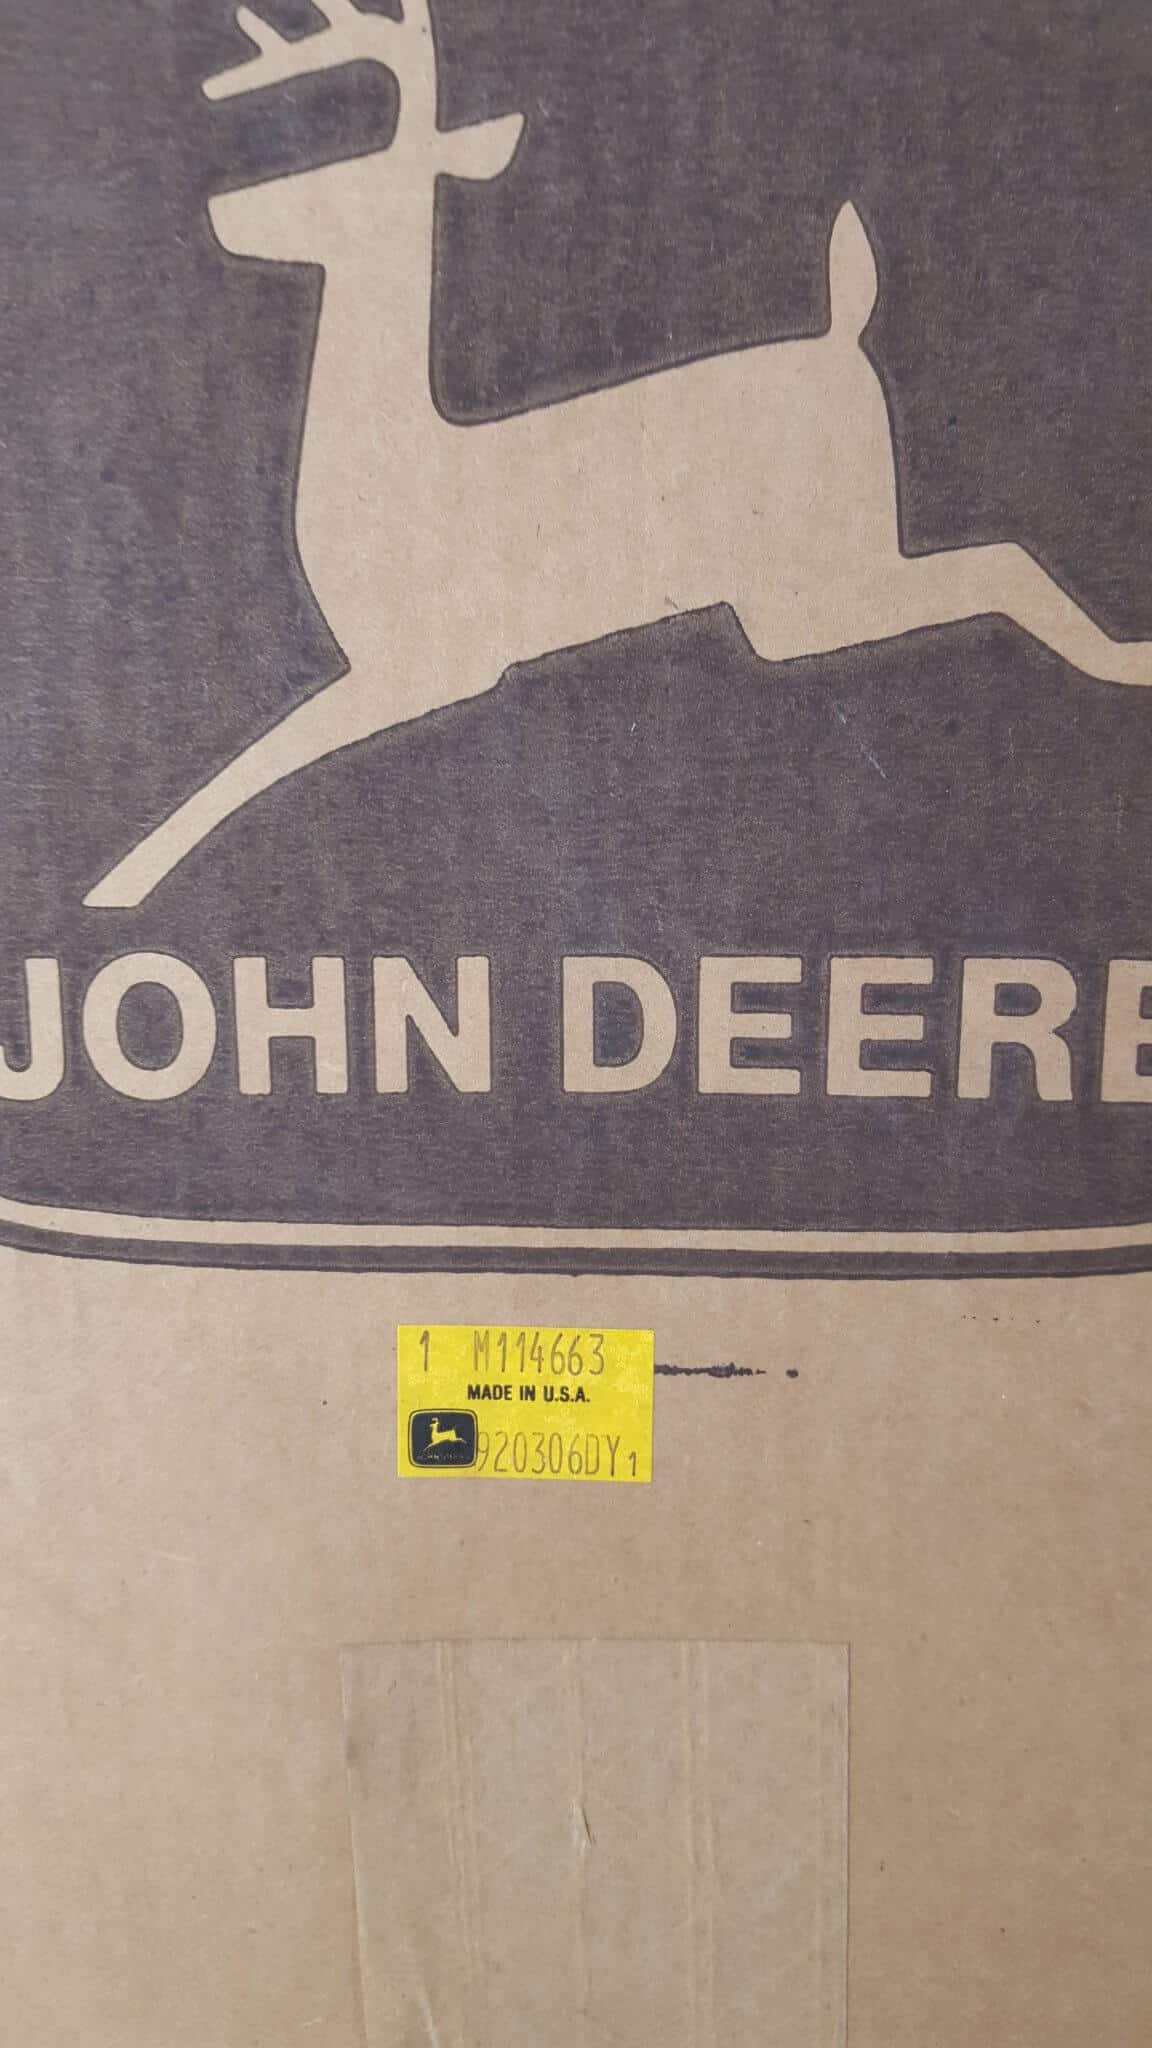 JOHN DEERE
1 M114663
MADE IN U.S.A.
920306DY1